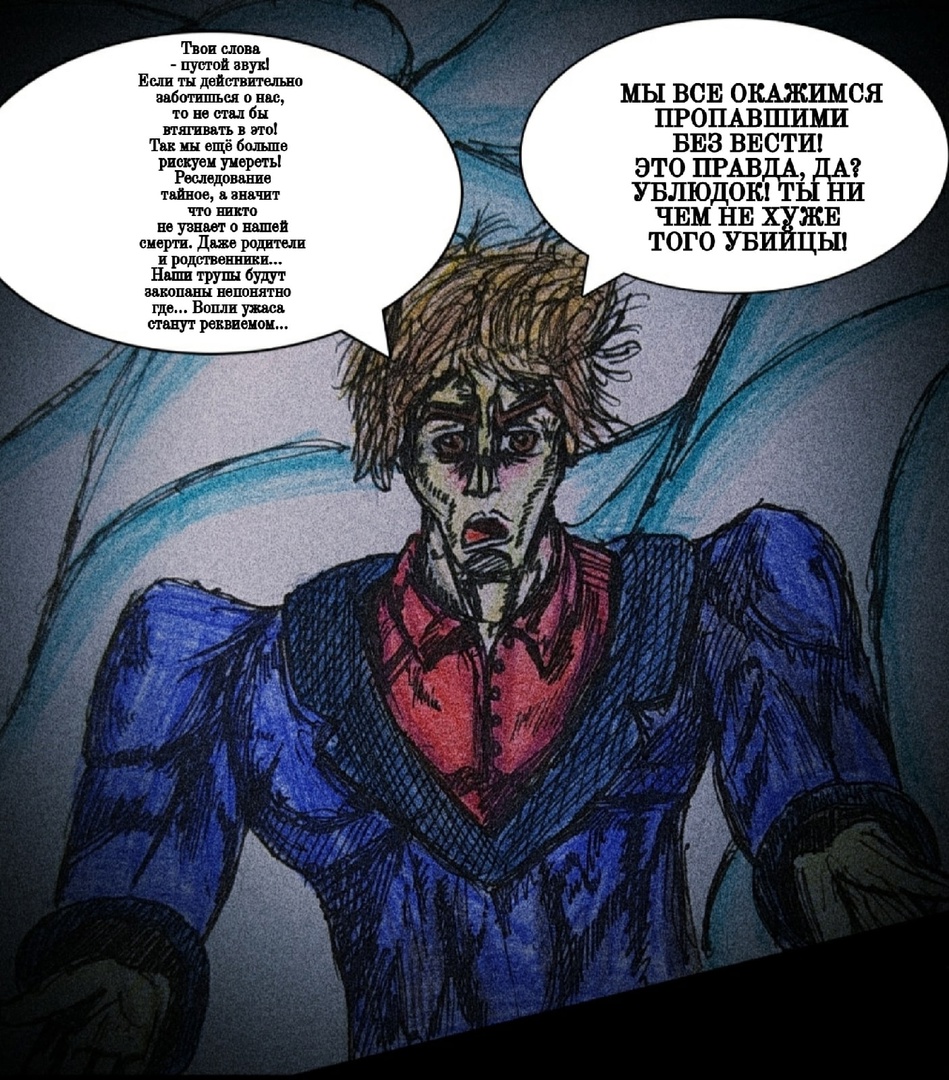 Твои слова
- пустой звук!
Если ты действительно
заботишься о нас,
то не стал бы
втягивать в это!
Так мы ещё больше
рискуем умереть!
Реследование
тайное, а значит
что никто
не узнает о нашей
смерти. Даже родители
и родственники...
Наши трупы будут
закопаны непонятно
где... Вопли ужаса
станут реквиемом...
МЫ ВСЕ ОКАЖИМСЯ
ПРОПАВШИМИ
БЕЗ ВЕСТИ!
ЭТО ПРАВДА, ДА?
УБЛЮДОК! ТЫ НИ
ЧЕМ НЕ ХУЖЕ
ТОГО УБИЙЦЫ!